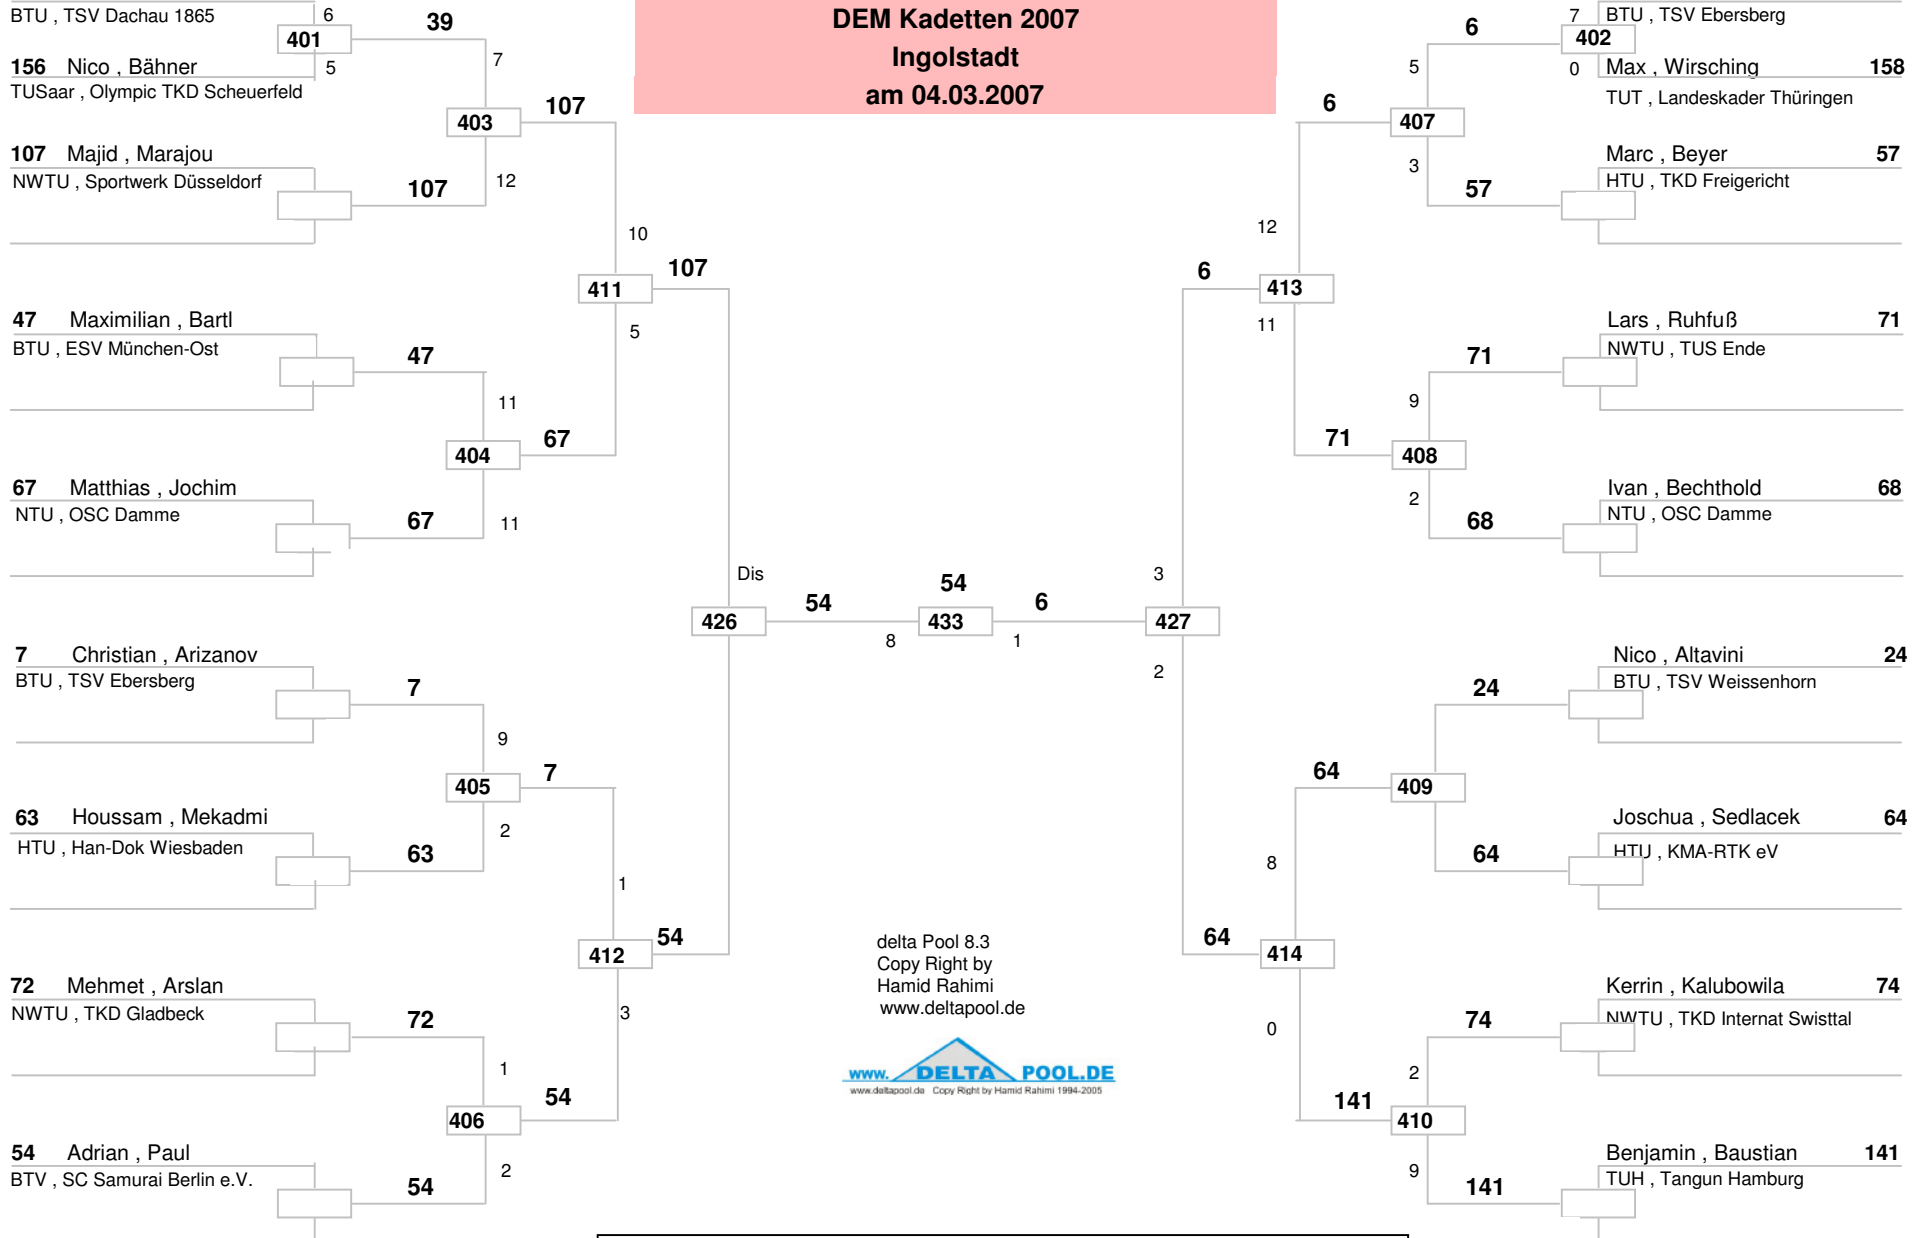 DEM Kadetten 2007
Ingolstadt
am 04.03.2007
BTU , TSV Dachau 1865
6
401
39
156 Nico , Bähner
5
TUSaar , Olympic TKD Scheuerfeld
7
403
107
107 Majid , Marajou
NWTU , Sportwerk Düsseldorf
107
12
10
411
107
5
47 Maximilian , Bartl
BTU , ESV München-Ost
47
11
404
67
67 Matthias , Jochim
NTU , OSC Damme
67
11
Dis
426
54
8
54
433
6
1
427
3
2
7 Christian , Arizanov
BTU , TSV Ebersberg
7
9
405
7
63 Houssam , Mekadmi
HTU , Han-Dok Wiesbaden
63
2
1
412
54
3
72 Mehmet , Arslan
NWTU , TKD Gladbeck
72
1
406
54
54 Adrian , Paul
BTV , SC Samurai Berlin e.V.
54
2
7
BTU , TSV Ebersberg
402
6
0
Max , Wirsching 158
TUT , Landeskader Thüringen
5
407
6
3
Marc , Beyer 57
HTU , TKD Freigericht
57
12
413
6
11
Lars , Ruhfuß 71
NWTU , TUS Ende
71
9
408
71
2
Ivan , Bechthold 68
NTU , OSC Damme
68
Nico , Altavini 24
BTU , TSV Weissenhorn
24
409
64
Joschua , Sedlacek 64
HTU , KMA-RTK eV
64
8
414
64
0
Kerrin , Kalubowila 74
NWTU , TKD Internat Swisttal
74
2
410
141
9
Benjamin , Baustian 141
TUH , Tangun Hamburg
141
delta Pool 8.3
Copy Right by
Hamid Rahimi
www.deltapool.de
www. DELTA POOL.DE
www.deltapool.de Copy Right by Hamid Rahimi 1994-2005